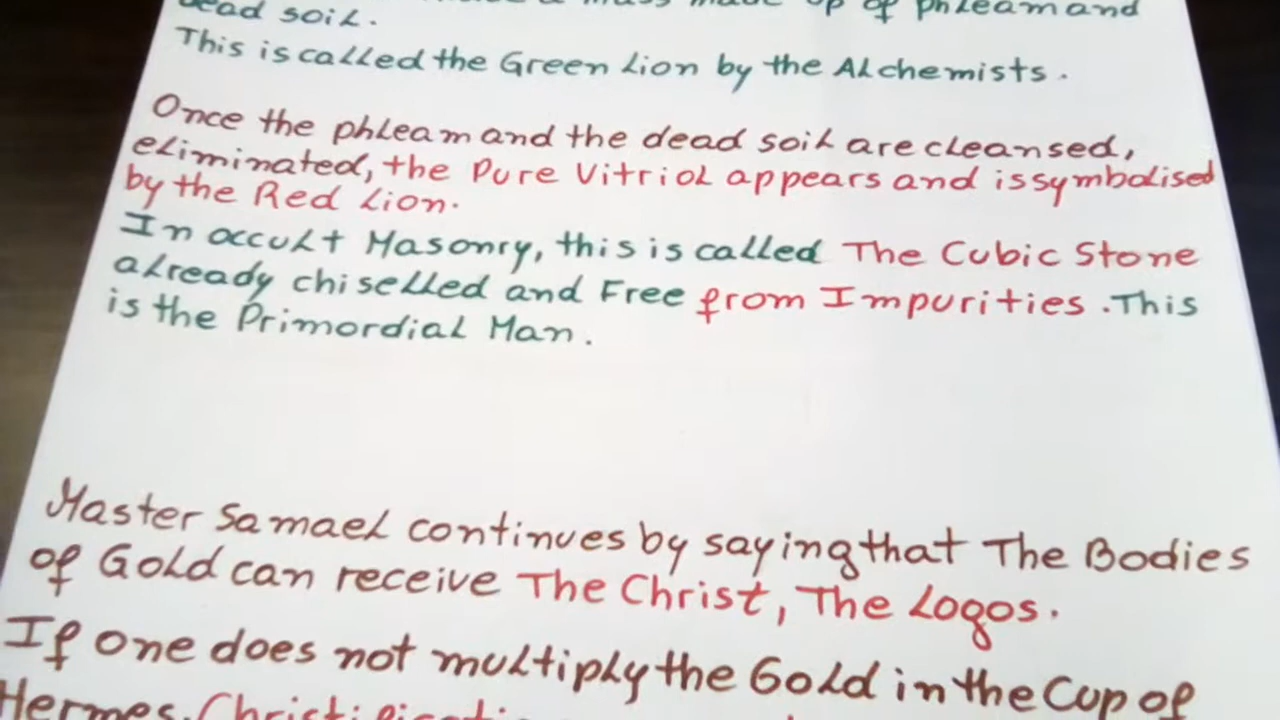 up of phleam and
dead soil.
This is called the Green Lion by the Alchemists.
Once the phleam and the dead soil are cleansed,
eliminated, the Pure Vitriol appears and is symbolised
by the Red Lion.
In occult Masonry, this is called The Cubic Stone
already chiselled and Free from Impurities. This
is the Primordial Man.
Master Samael continues by saying that The Bodies
of Gold can receive The Christ, The Logos.
If one does not multiply the Gold in the Cup of
Hermes,